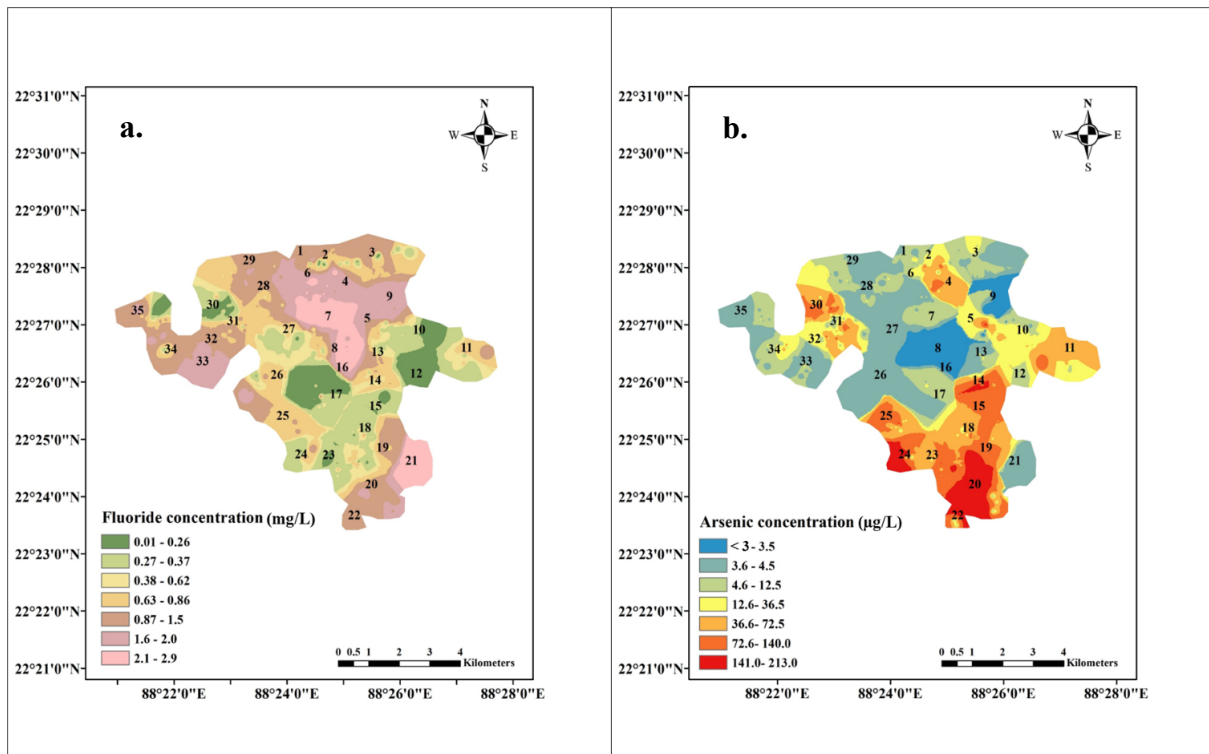 a.
N
W E
S
22°31'0"N
22°30'0"N
22°29'0"N
22°28'0"N
22°27'0"N
22°26'0"N
22°25'0"N
22°24'0"N
22°23'0"N
22°22'0"N
22°21'0"N
1
2
3
29
6
4
28
9
35
30
7
31
5
27
10
32
34
8
13
11
33
16
26
14
12
17
15
25
18
19
24
23
21
20
22
Fluoride concentration (mg/L)
0.01 - 0.26
0.27 - 0.37
0.38 - 0.62
0.63 - 0.86
0.87 - 1.5
1.6 - 2.0
2.1 - 2.9
0 0.5 1 2 3 4
Kilometers
88°22'0"E 88°24'0"E 88°26'0"E 88°28'0"E
b.
N
W E
S
22°31'0"N
22°30'0"N
22°29'0"N
22°28'0"N
22°27'0"N
22°26'0"N
22°25'0"N
22°24'0"N
22°23'0"N
22°22'0"N
22°21'0"N
1
2
3
29
6
4
28
9
35
30
7
31
5
27
10
32
34
8
13
11
33
16
26
14
12
17
15
25
18
19
24
23
21
20
22
Arsenic concentration (µg/L)
< 3 - 3.5
3.6 - 4.5
4.6 - 12.5
12.6 - 36.5
36.6- 72.5
72.6- 140.0
141.0- 213.0
0 0.5 1 2 3 4
Kilometers
88°22'0"E 88°24'0"E 88°26'0"E 88°28'0"E